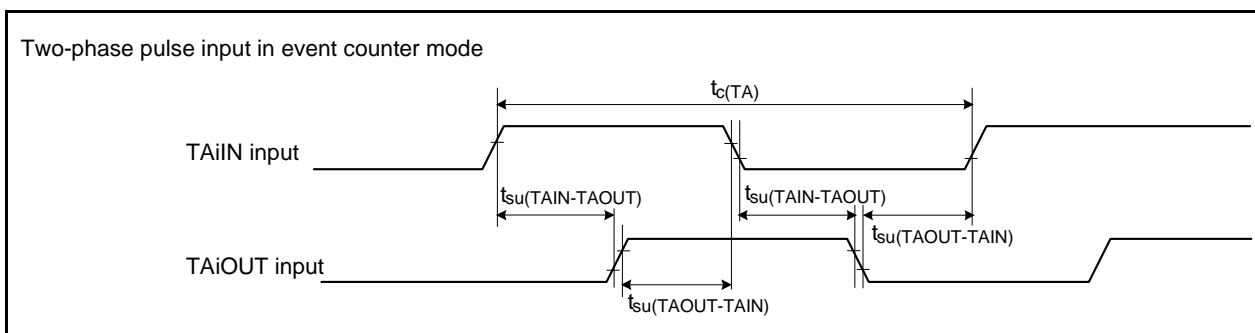 Two-phase pulse input in event counter mode
tc(TA)
TAiIN input
tsu(TAIN-TAOUT)
tsu(TAIN-TAOUT)
tsu(TAOUT-TAIN)
TAiOUT input
tsu(TAOUT-TAIN)